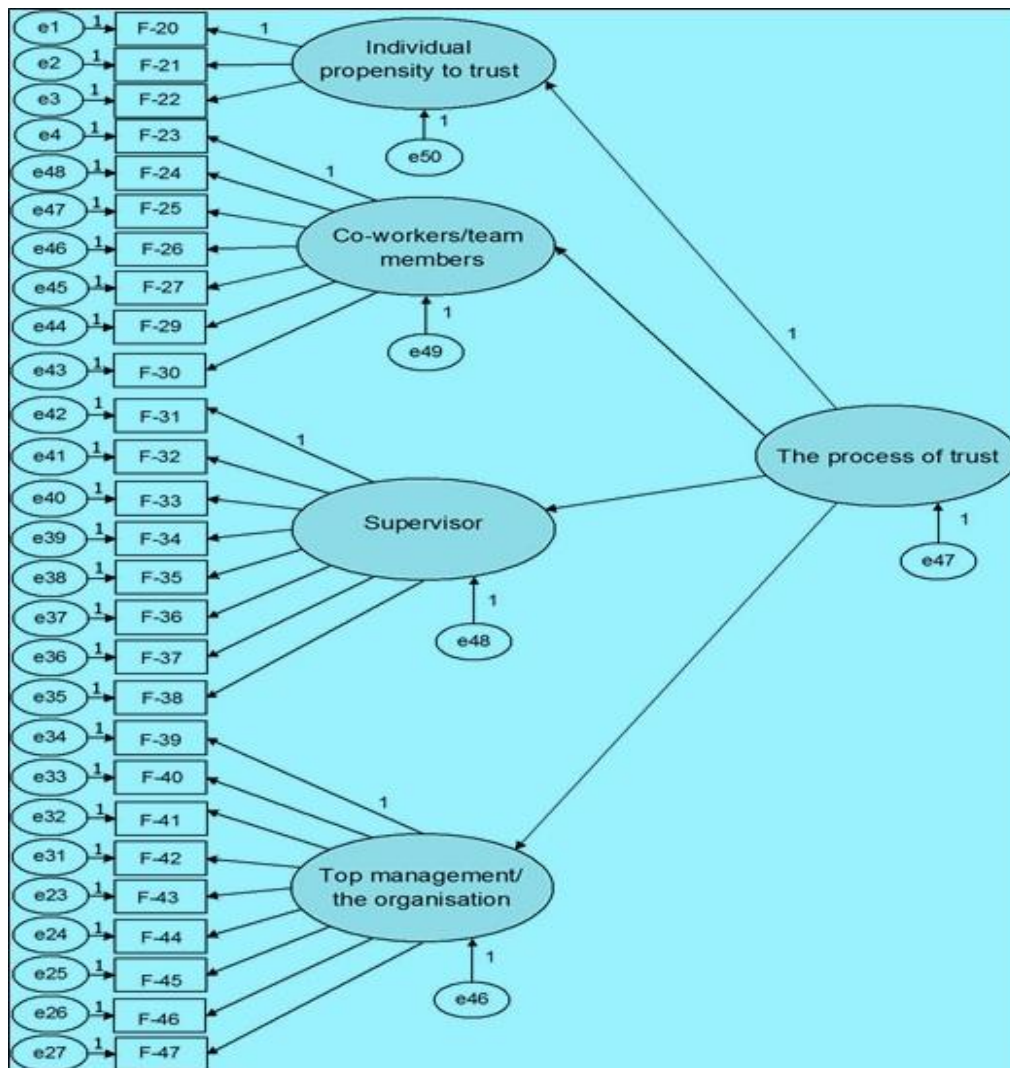 e1 1 F-20 1
e2 1 F-21
e3 1 F-22
Individual
propensity to trust
1
e50
e4 1 F-23
e48 1 F-24 1
e47 1 F-25
e46 1 F-26
e45 1 F-27
e44 1 F-29
e43 1 F-30
Co-workers/team
members
1
e49
1
e42 1 F-31
e41 1 F-32 1
e40 1 F-33
e39 1 F-34
e38 1 F-35
e37 1 F-36
e36 1 F-37
e35 1 F-38
Supervisor
1
e48
The process of trust
1
e47
e34 1 F-39
e33 1 F-40
e32 1 F-41 1
e31 1 F-42
e23 1 F-43
e24 1 F-44
e25 1 F-45
e26 1 F-46
e27 1 F-47
Top management/
the organisation
1
e46